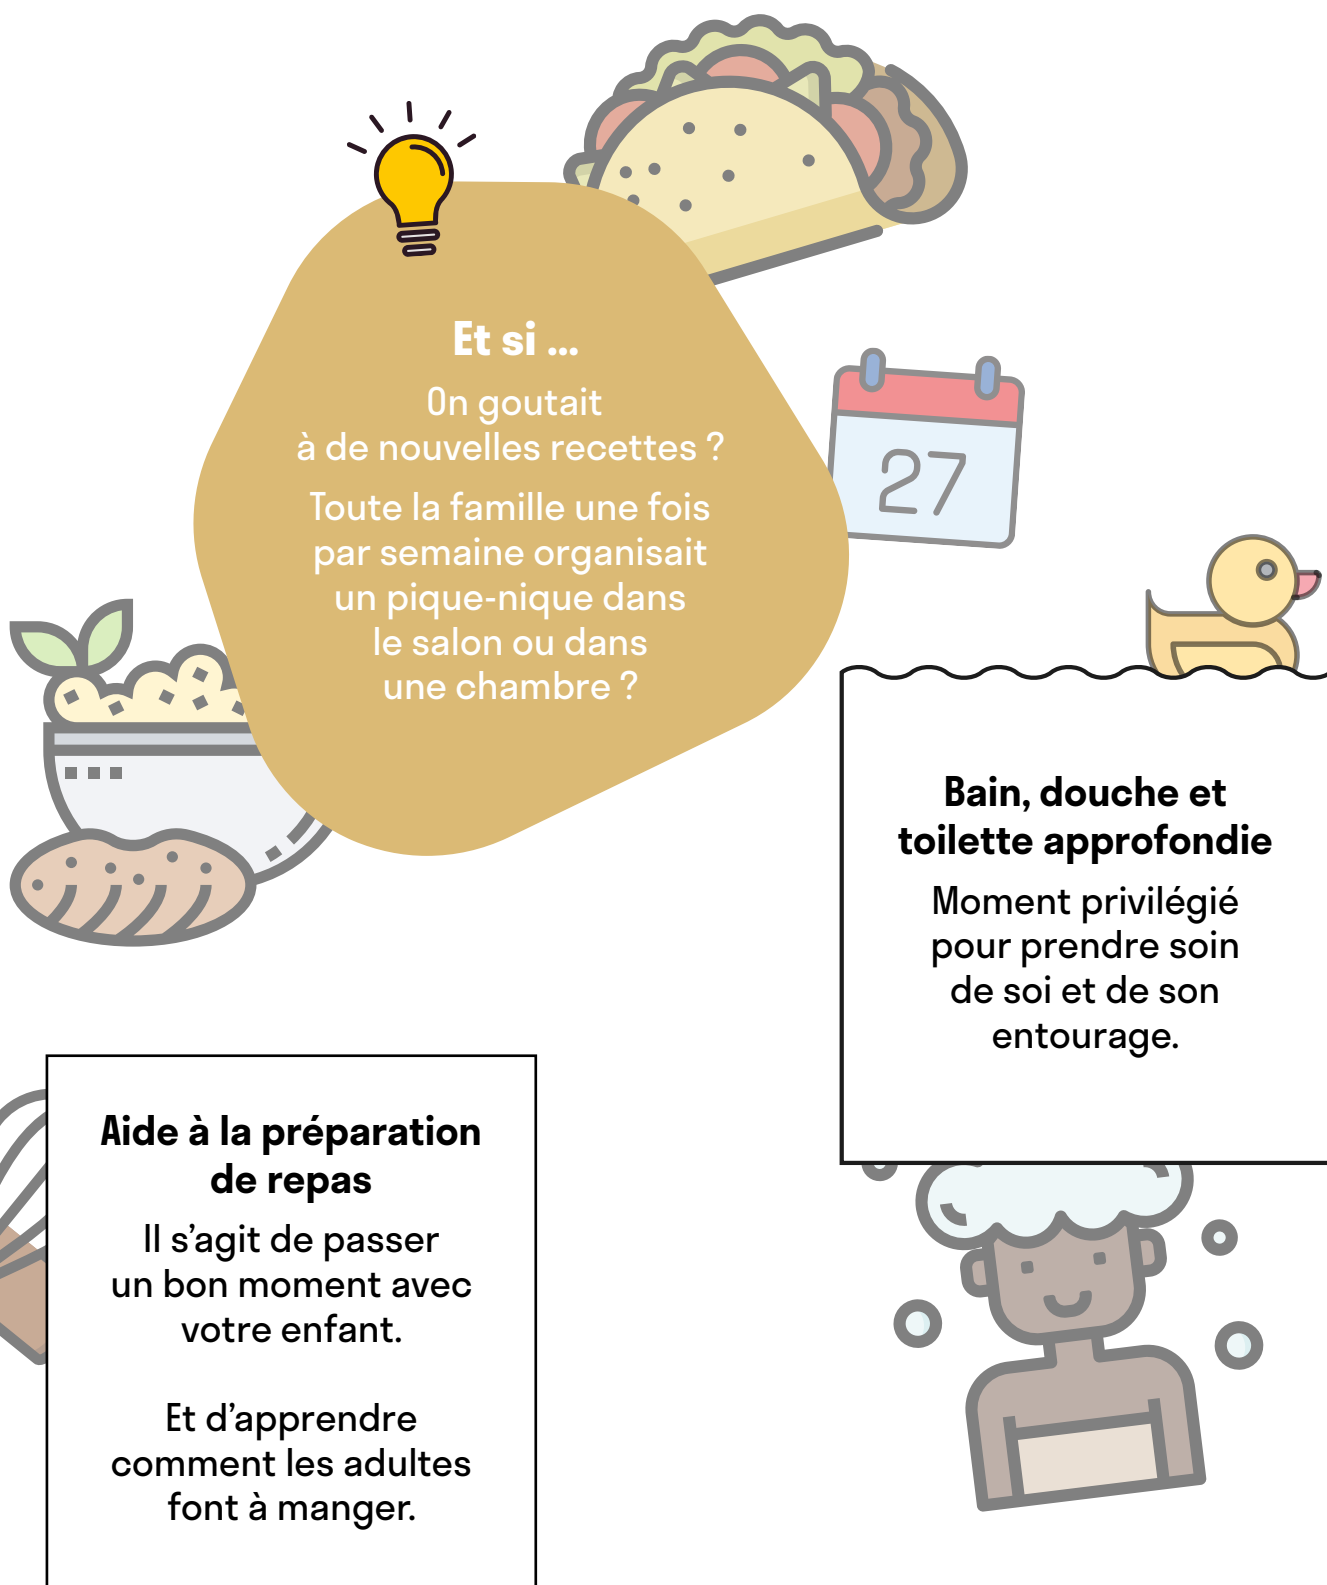 Et si ...
On goutait
à de nouvelles recettes ?
Toute la famille une fois
par semaine organisait
un pique-nique dans
le salon ou dans
une chambre ?
27
Bain, douche et
toilette approfondie
Moment privilégié
pour prendre soin
de soi et de son
entourage.
Aide à la préparation
de repas
Il s’agit de passer
un bon moment avec
votre enfant.
Et d’apprendre
comment les adultes
font à manger.